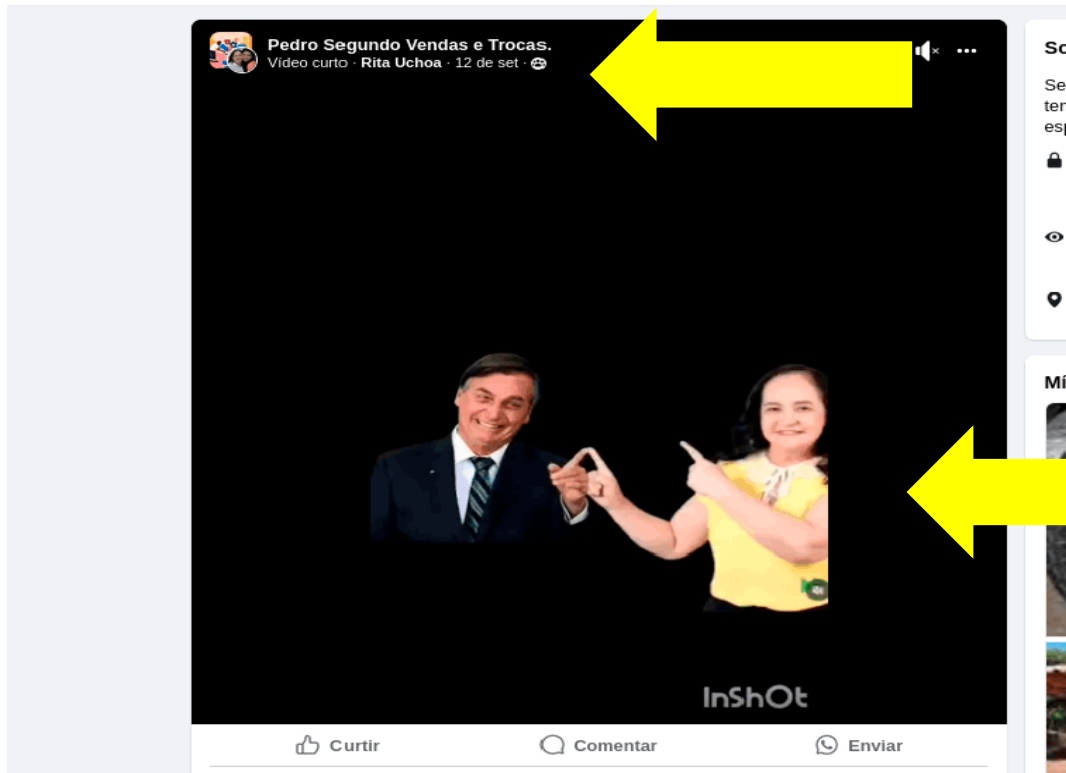 Pedro Segundo Vendas e Trocas.
Vídeo curto · Rita Uchoa · 12 de set ·
InShOt
Curtir
Comentar
Enviar